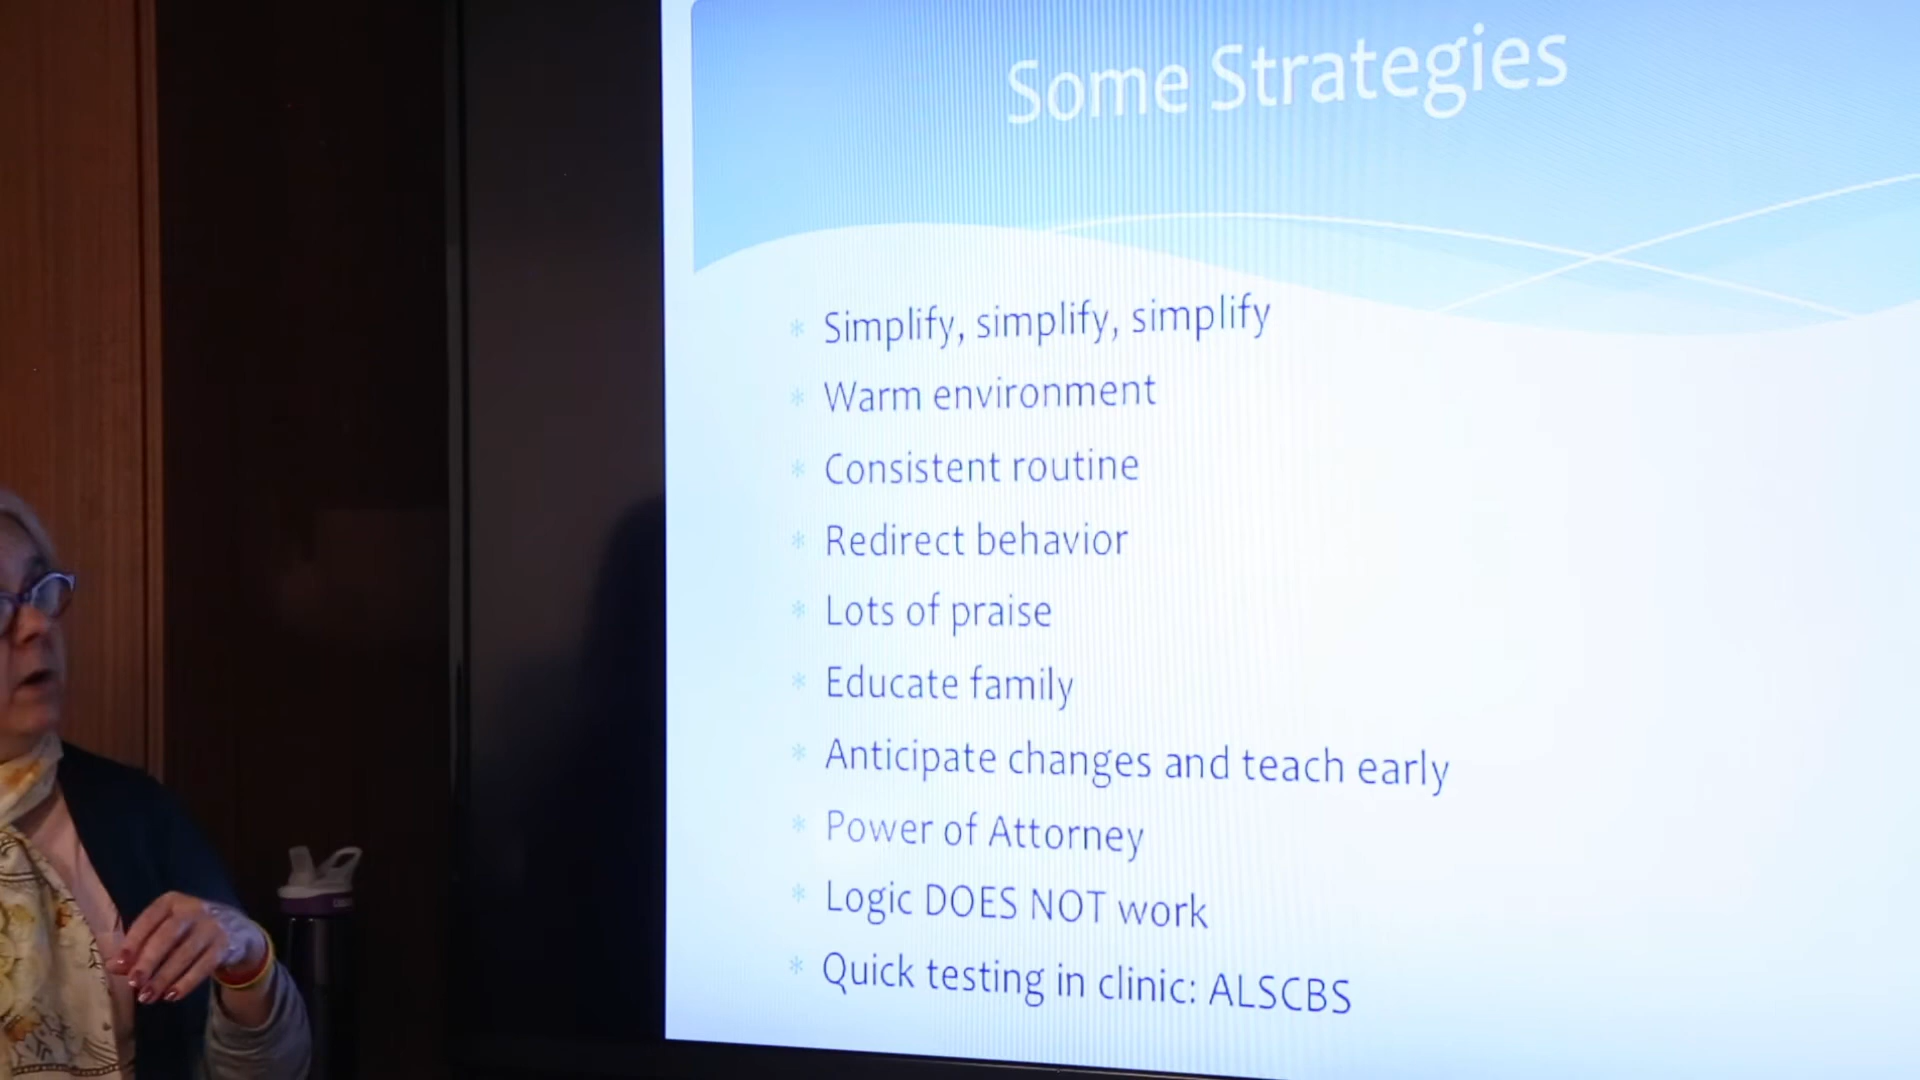 Some Strategies
* Simplify, simplify, simplify
* Warm environment
* Consistent routine
* Redirect behavior
* Lots of praise
* Educate family
* Anticipate changes and teach early
* Power of Attorney
* Logic DOES NOT work
* Quick testing in clinic: ALSCBS